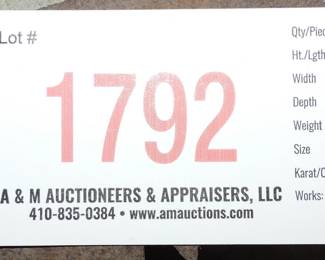 Lot #
1792
A & M AUCTIONEERS & APPRAISERS, LLC
410-835-0384 • www.amauctions.com
Qty/Piec
Ht./Lgth
Width
Depth
Weight
Size
Karat/C
Works: